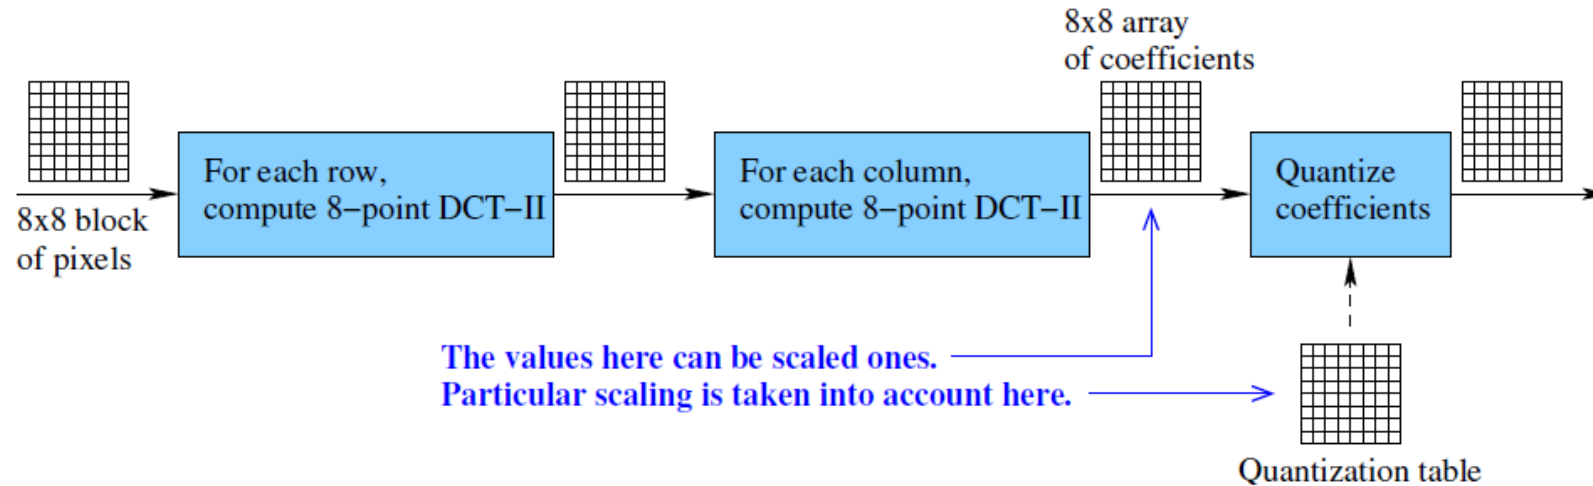 8x8 array
of coefficients
For each row,
compute 8−point DCT−II
For each column,
compute 8−point DCT−II
Quantize
coefficients
8x8 block
of pixels
The values here can be scaled ones.
Particular scaling is taken into account here.
Quantization table